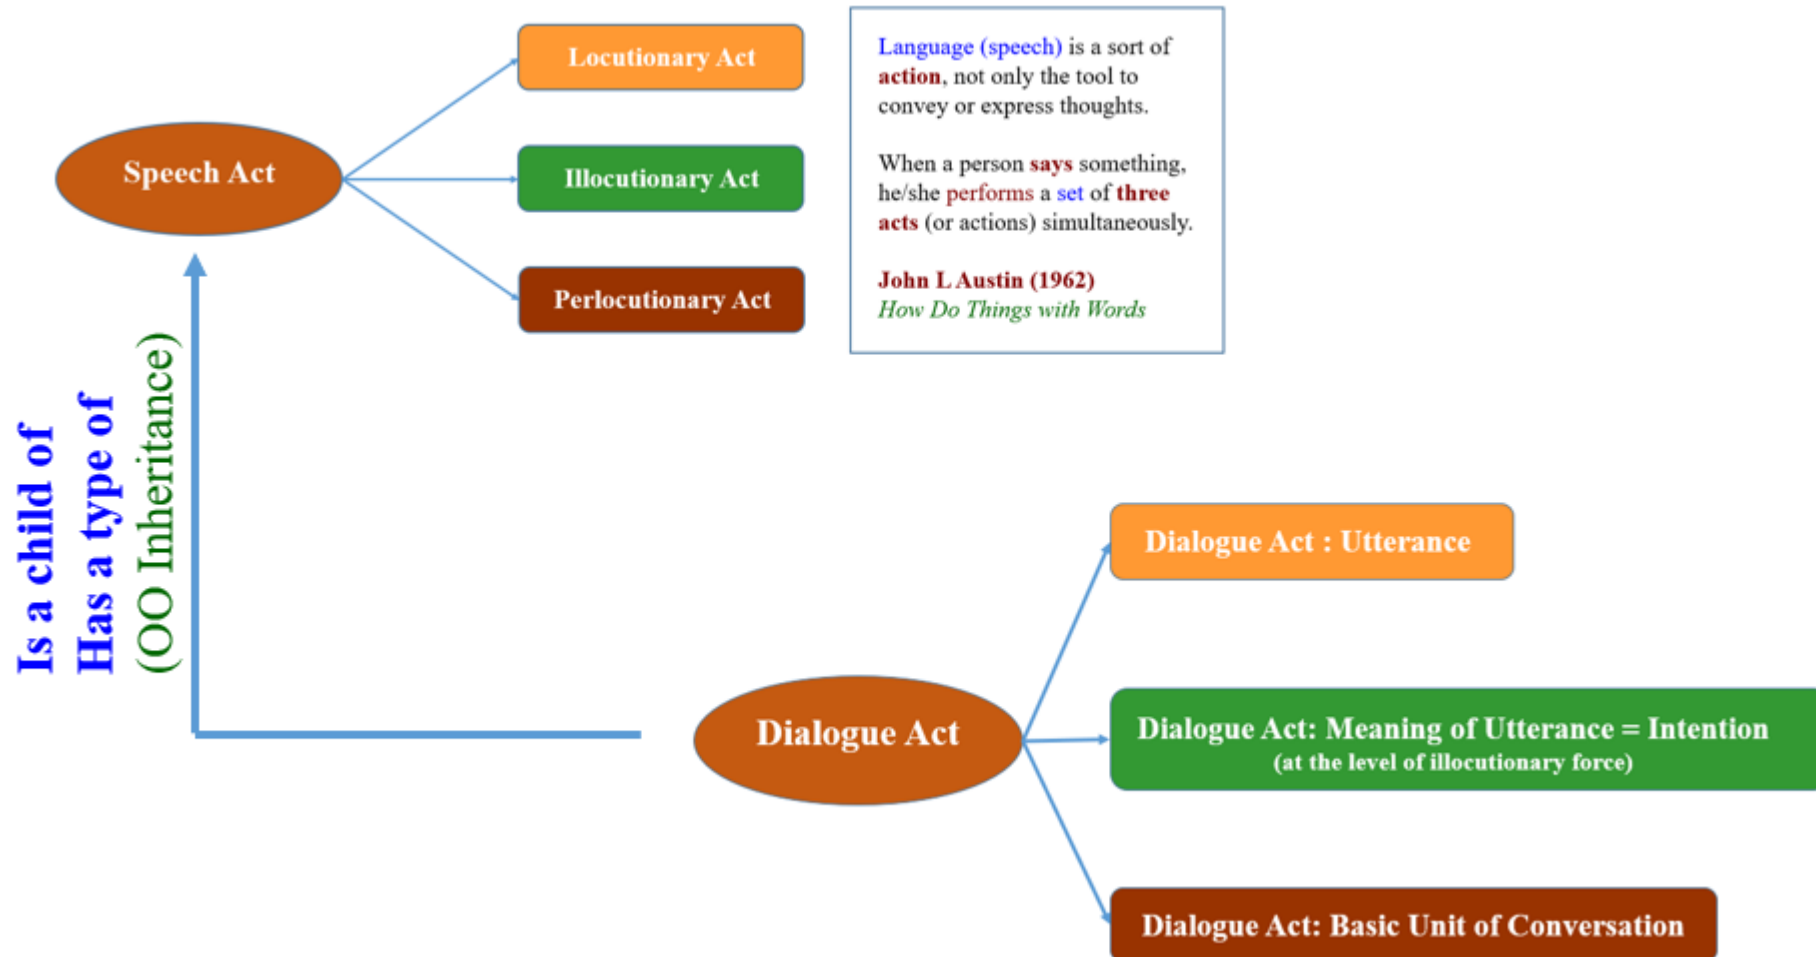 Speech Act
Locutionary Act
Illocutionary Act
Perlocutionary Act
Language (speech) is a sort of
action, not only the tool to
convey or express thoughts.
When a person says something,
he/she performs a set of three
acts (or actions) simultaneously.
John L Austin (1962)
How Do Things with Words
Is a child of
Has a type of
(OO Inheritance)
Dialogue Act
Dialogue Act : Utterance
Dialogue Act: Meaning of Utterance = Intention
(at the level of illocutionary force)
Dialogue Act: Basic Unit of Conversation